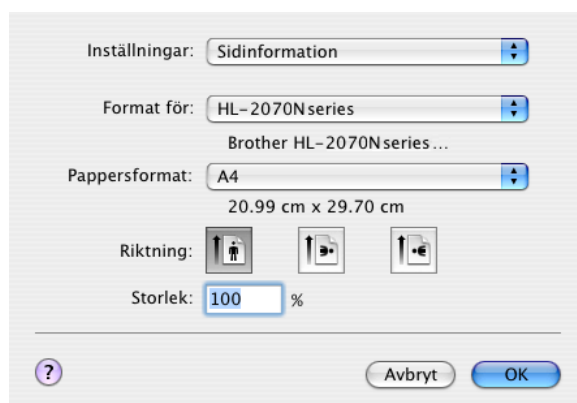 Inställningar: Sidinformation
Format för: HL-2070N series
Brother HL-2070N series...
Pappersformat: A4
20.99 cm x 29.70 cm
Riktning:
Storlek: 100 %
? Avbryt OK